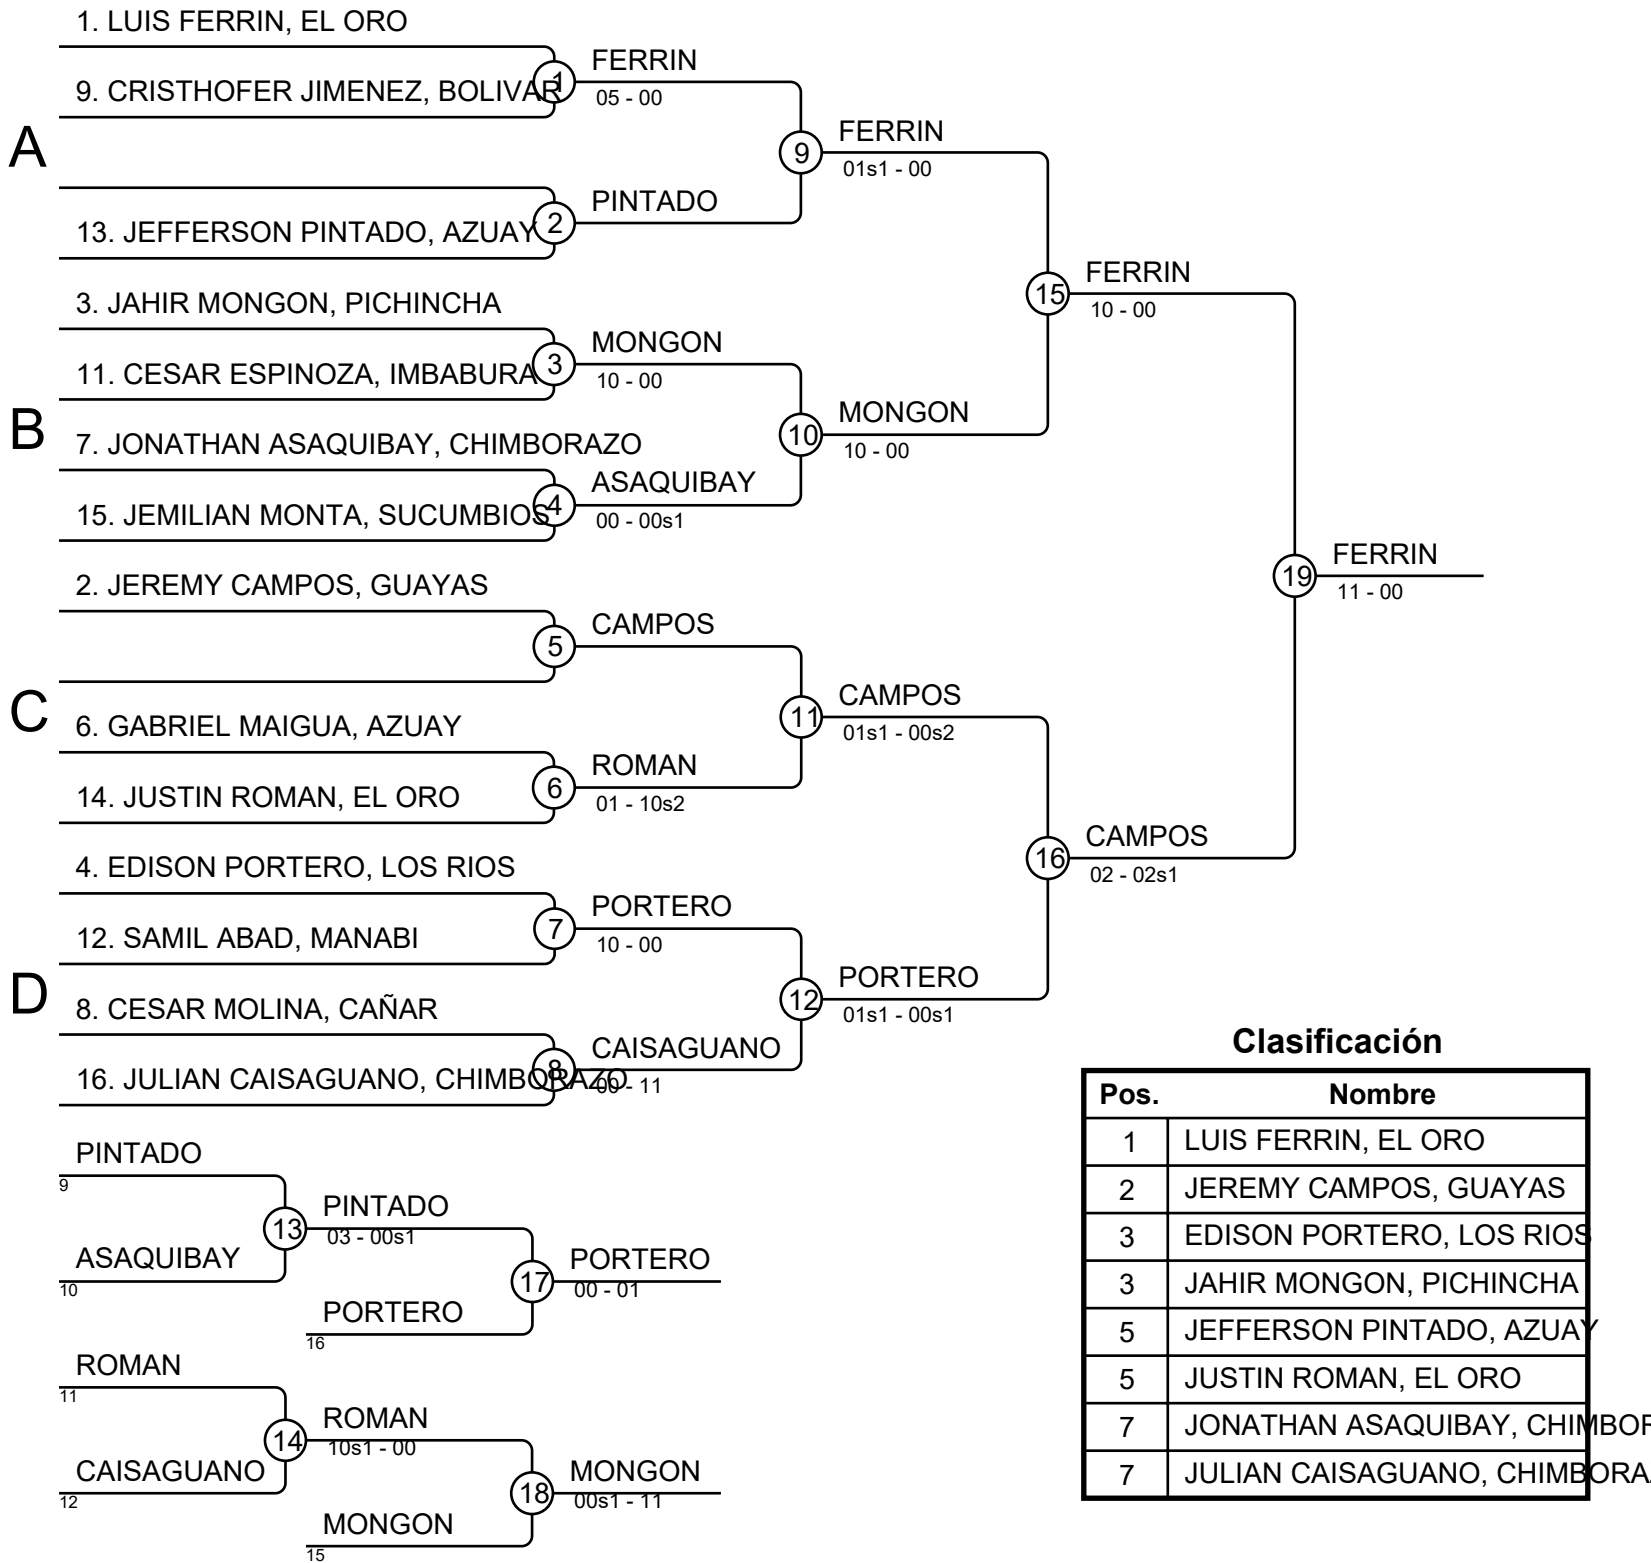 1. LUIS FERRIN, EL ORO
9. CRISTHOFER JIMENEZ, BOLIVAR
1
FERRIN
05 - 00
A
13. JEFFERSON PINTADO, AZUAY
2
PINTADO
9
FERRIN
01s1 - 00
3. JAHIR MONGON, PICHINCHA
11. CESAR ESPINOZA, IMBABURA
3
MONGON
10 - 00
B
7. JONATHAN ASAQUIBAY, CHIMBORAZO
15. JEMILIAN MONTA, SUCUMBIOS
4
ASAQUIBAY
00 - 00s1
10
MONGON
10 - 00
15
FERRIN
10 - 00
2. JEREMY CAMPOS, GUAYAS
5
CAMPOS
C
6. GABRIEL MAIGUA, AZUAY
14. JUSTIN ROMAN, EL ORO
6
ROMAN
01 - 10s2
11
CAMPOS
01s1 - 00s2
4. EDISON PORTERO, LOS RIOS
12. SAMIL ABAD, MANABI
7
PORTERO
10 - 00
D
8. CESAR MOLINA, CAÑAR
16. JULIAN CAISAGUANO, CHIMBORAZO
8
CAISAGUANO
00 - 11
12
PORTERO
01s1 - 00s1
16
CAMPOS
02 - 02s1
19
FERRIN
11 - 00
PINTADO
9
ASAQUIBAY
10
13
PINTADO
03 - 00s1
PORTERO
16
17
PORTERO
00 - 01
ROMAN
11
CAISAGUANO
12
14
ROMAN
10s1 - 00
MONGON
15
18
MONGON
00s1 - 11
Clasificación
Pos. Nombre
1 LUIS FERRIN, EL ORO
2 JEREMY CAMPOS, GUAYAS
3 EDISON PORTERO, LOS RIOS
3 JAHIR MONGON, PICHINCHA
5 JEFFERSON PINTADO, AZUAY
5 JUSTIN ROMAN, EL ORO
7 JONATHAN ASAQUIBAY, CHIMBOR
7 JULIAN CAISAGUANO, CHIMBORA